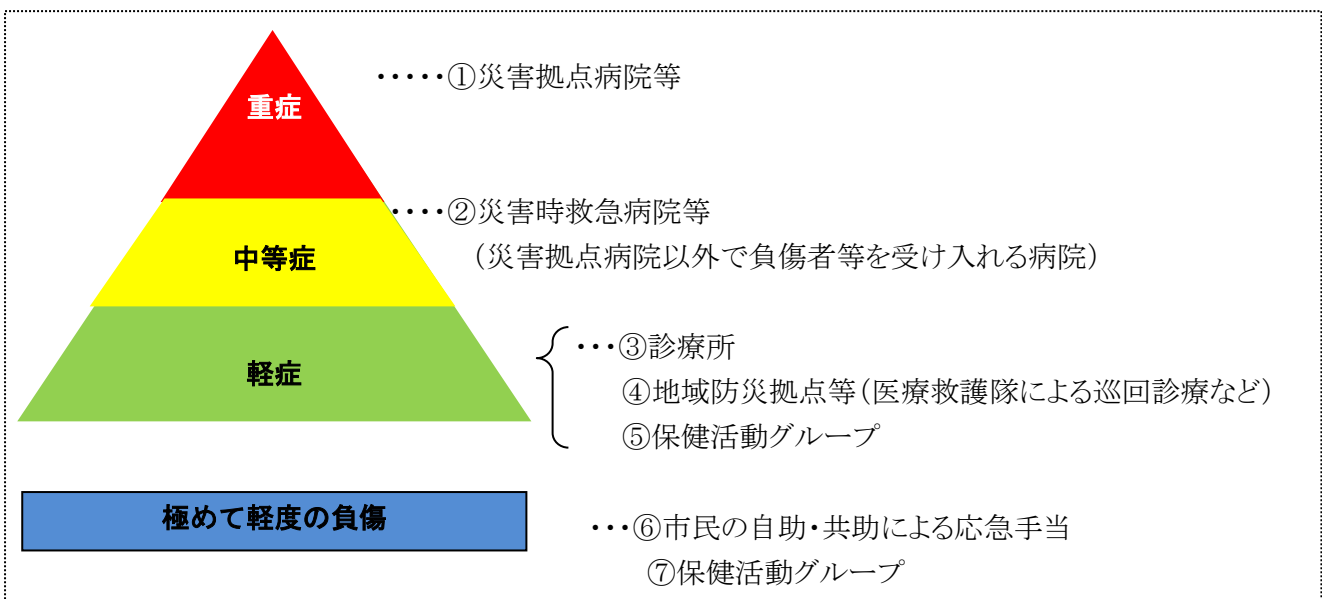 重症
・・・・・①災害拠点病院等
・・・・②災害時救急病院等
中等症
（災害拠点病院以外で負傷者等を受け入れる病院）
軽症
・・・③診療所
④地域防災拠点等（医療救護隊による巡回診療など）
⑤保健活動グループ
極めて軽度の負傷
・・・⑥市民の自助・共助による応急手当
⑦保健活動グループ